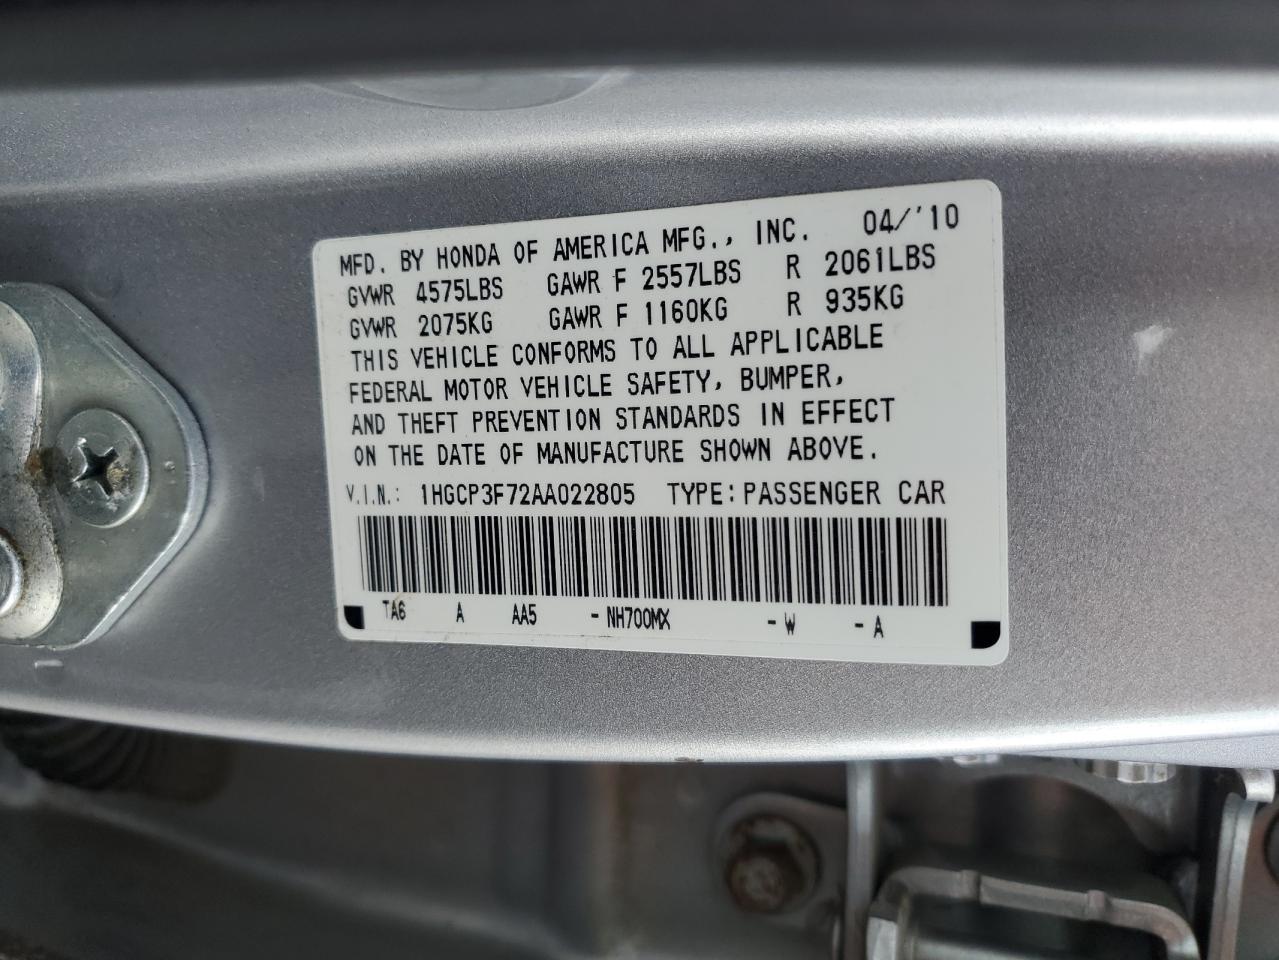 MFD. BY HONDA OF AMERICA MFG., INC. 04/'10
GVWR 4575LBS GAWR F 2557LBS R 2061LBS
GVWR 2075KG GAWR F 1160KG R 935KG
THIS VEHICLE CONFORMS TO ALL APPLICABLE
FEDERAL MOTOR VEHICLE SAFETY, BUMPER,
AND THEFT PREVENTION STANDARDS IN EFFECT
ON THE DATE OF MANUFACTURE SHOWN ABOVE.
V.I.N.: 1HGCP3F72AA022805 TYPE: PASSENGER CAR
TA6 A AA5 - NH700MX - W - A